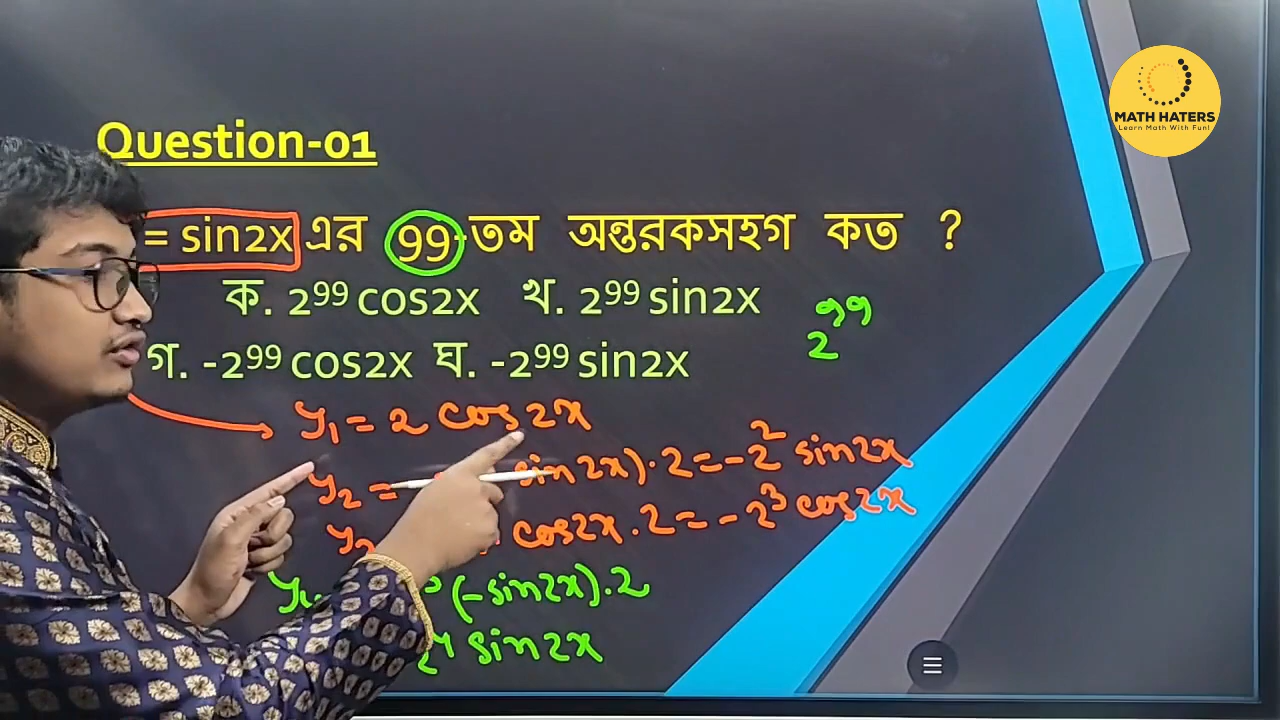 MATH HATERS
Learn Math With Fun!
Question-01
= sin2x এর 99-তম অন্তরকসহগ কত ?
ক. 2⁹⁹ cos2x খ. 2⁹⁹ sin2x
গ. -2⁹⁹ cos2x ঘ. -2⁹⁹ sin2x
2⁹⁹
y₁ = 2 cos2x
y₂ = sin2x)·2 = -2² sin2x
cos2x·2 = -2³ cos2x
(-sin2x)·2
2⁴ sin2x